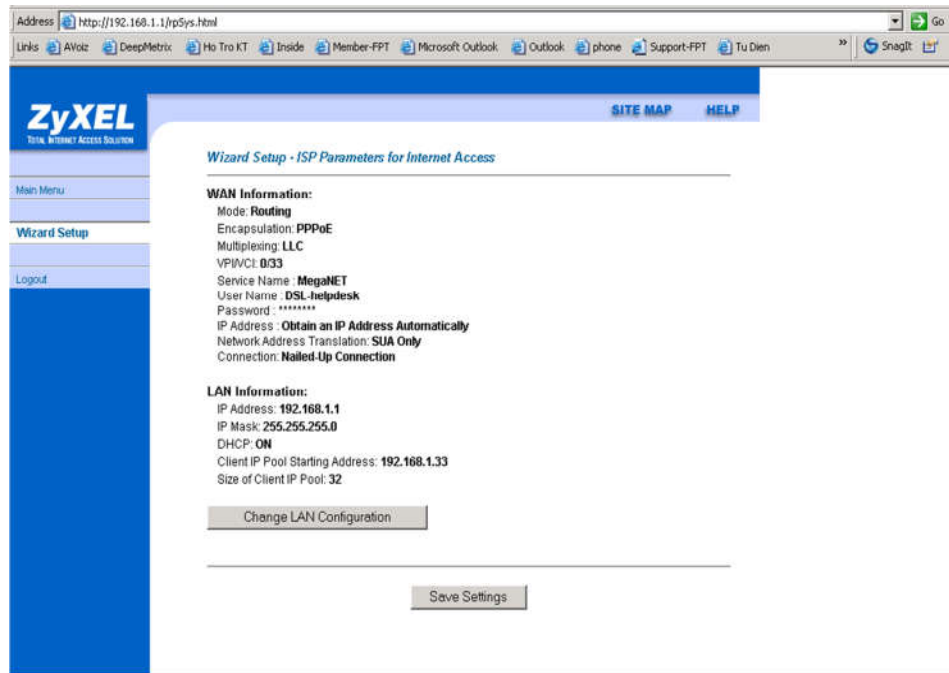 Address http://192.168.1.1/rpSys.html Go
Links AVoiz DeepMetrix Ho Tro KT Inside Member-FPT Microsoft Outlook Outlook phone Support-FPT Tu Dien » SnagIt
ZyXEL
TOTAL INTERNET ACCESS SOLUTION
SITE MAP HELP
Main Menu
Wizard Setup
Logout
Wizard Setup - ISP Parameters for Internet Access
WAN Information:
Mode: Routing
Encapsulation: PPPoE
Multiplexing: LLC
VPI/VCI: 0/33
Service Name : MegaNET
User Name : DSL-helpdesk
Password : ********
IP Address : Obtain an IP Address Automatically
Network Address Translation: SUA Only
Connection: Nailed-Up Connection
LAN Information:
IP Address: 192.168.1.1
IP Mask: 255.255.255.0
DHCP: ON
Client IP Pool Starting Address: 192.168.1.33
Size of Client IP Pool: 32
Change LAN Configuration
Save Settings